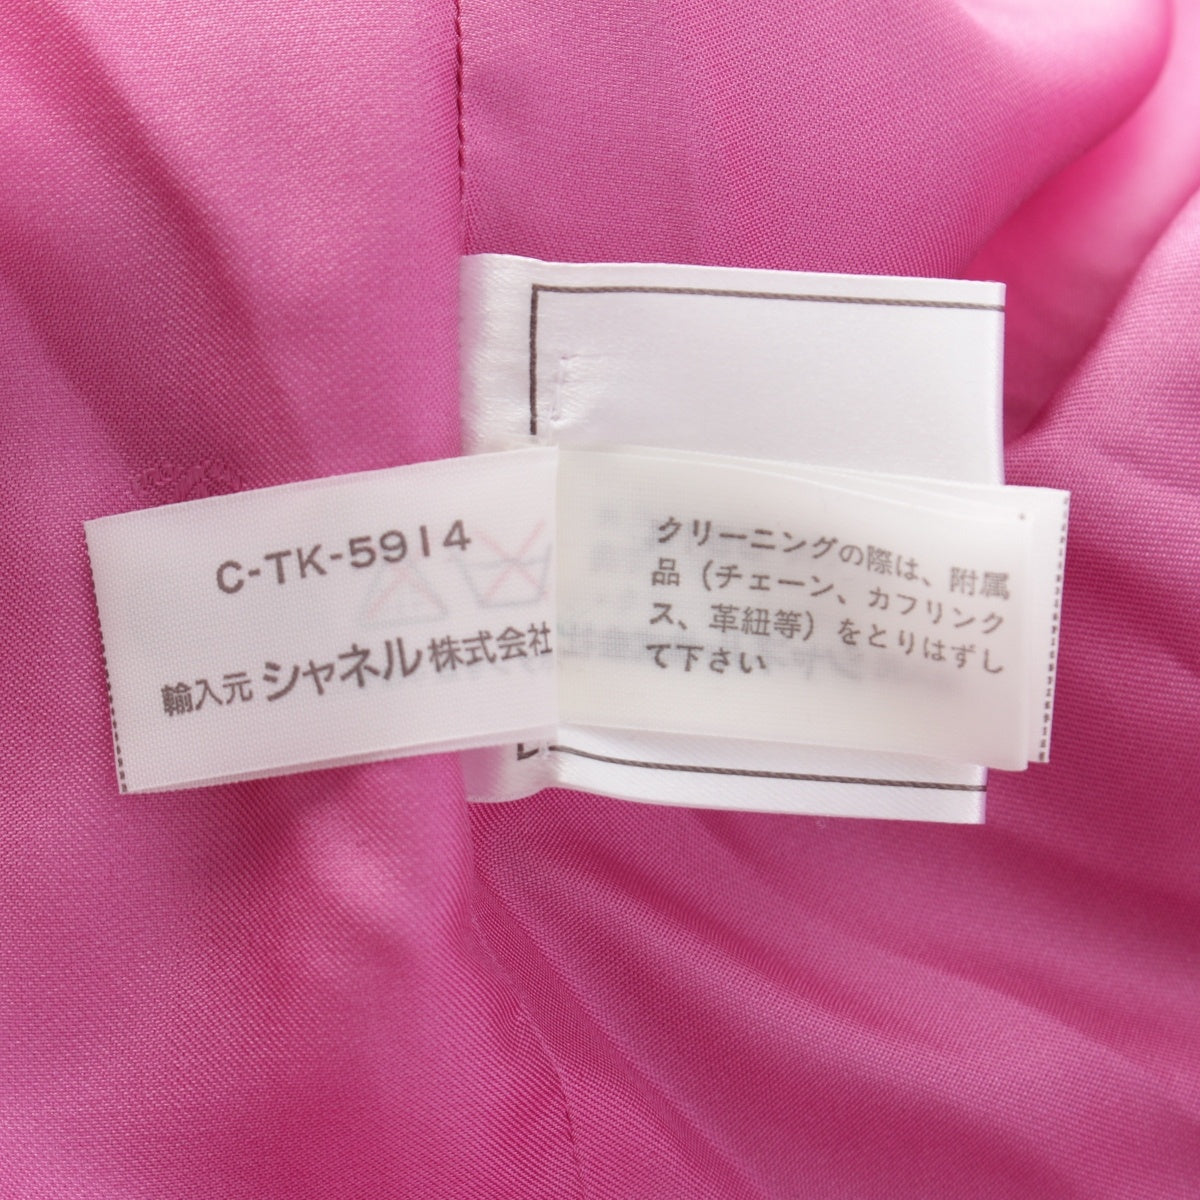 C-TK-5914
輸入元 シャネル株式会社
クリーニングの際は、附属
品（チェーン、カフリンク
ス、革紐等）をとりはずし
て下さい